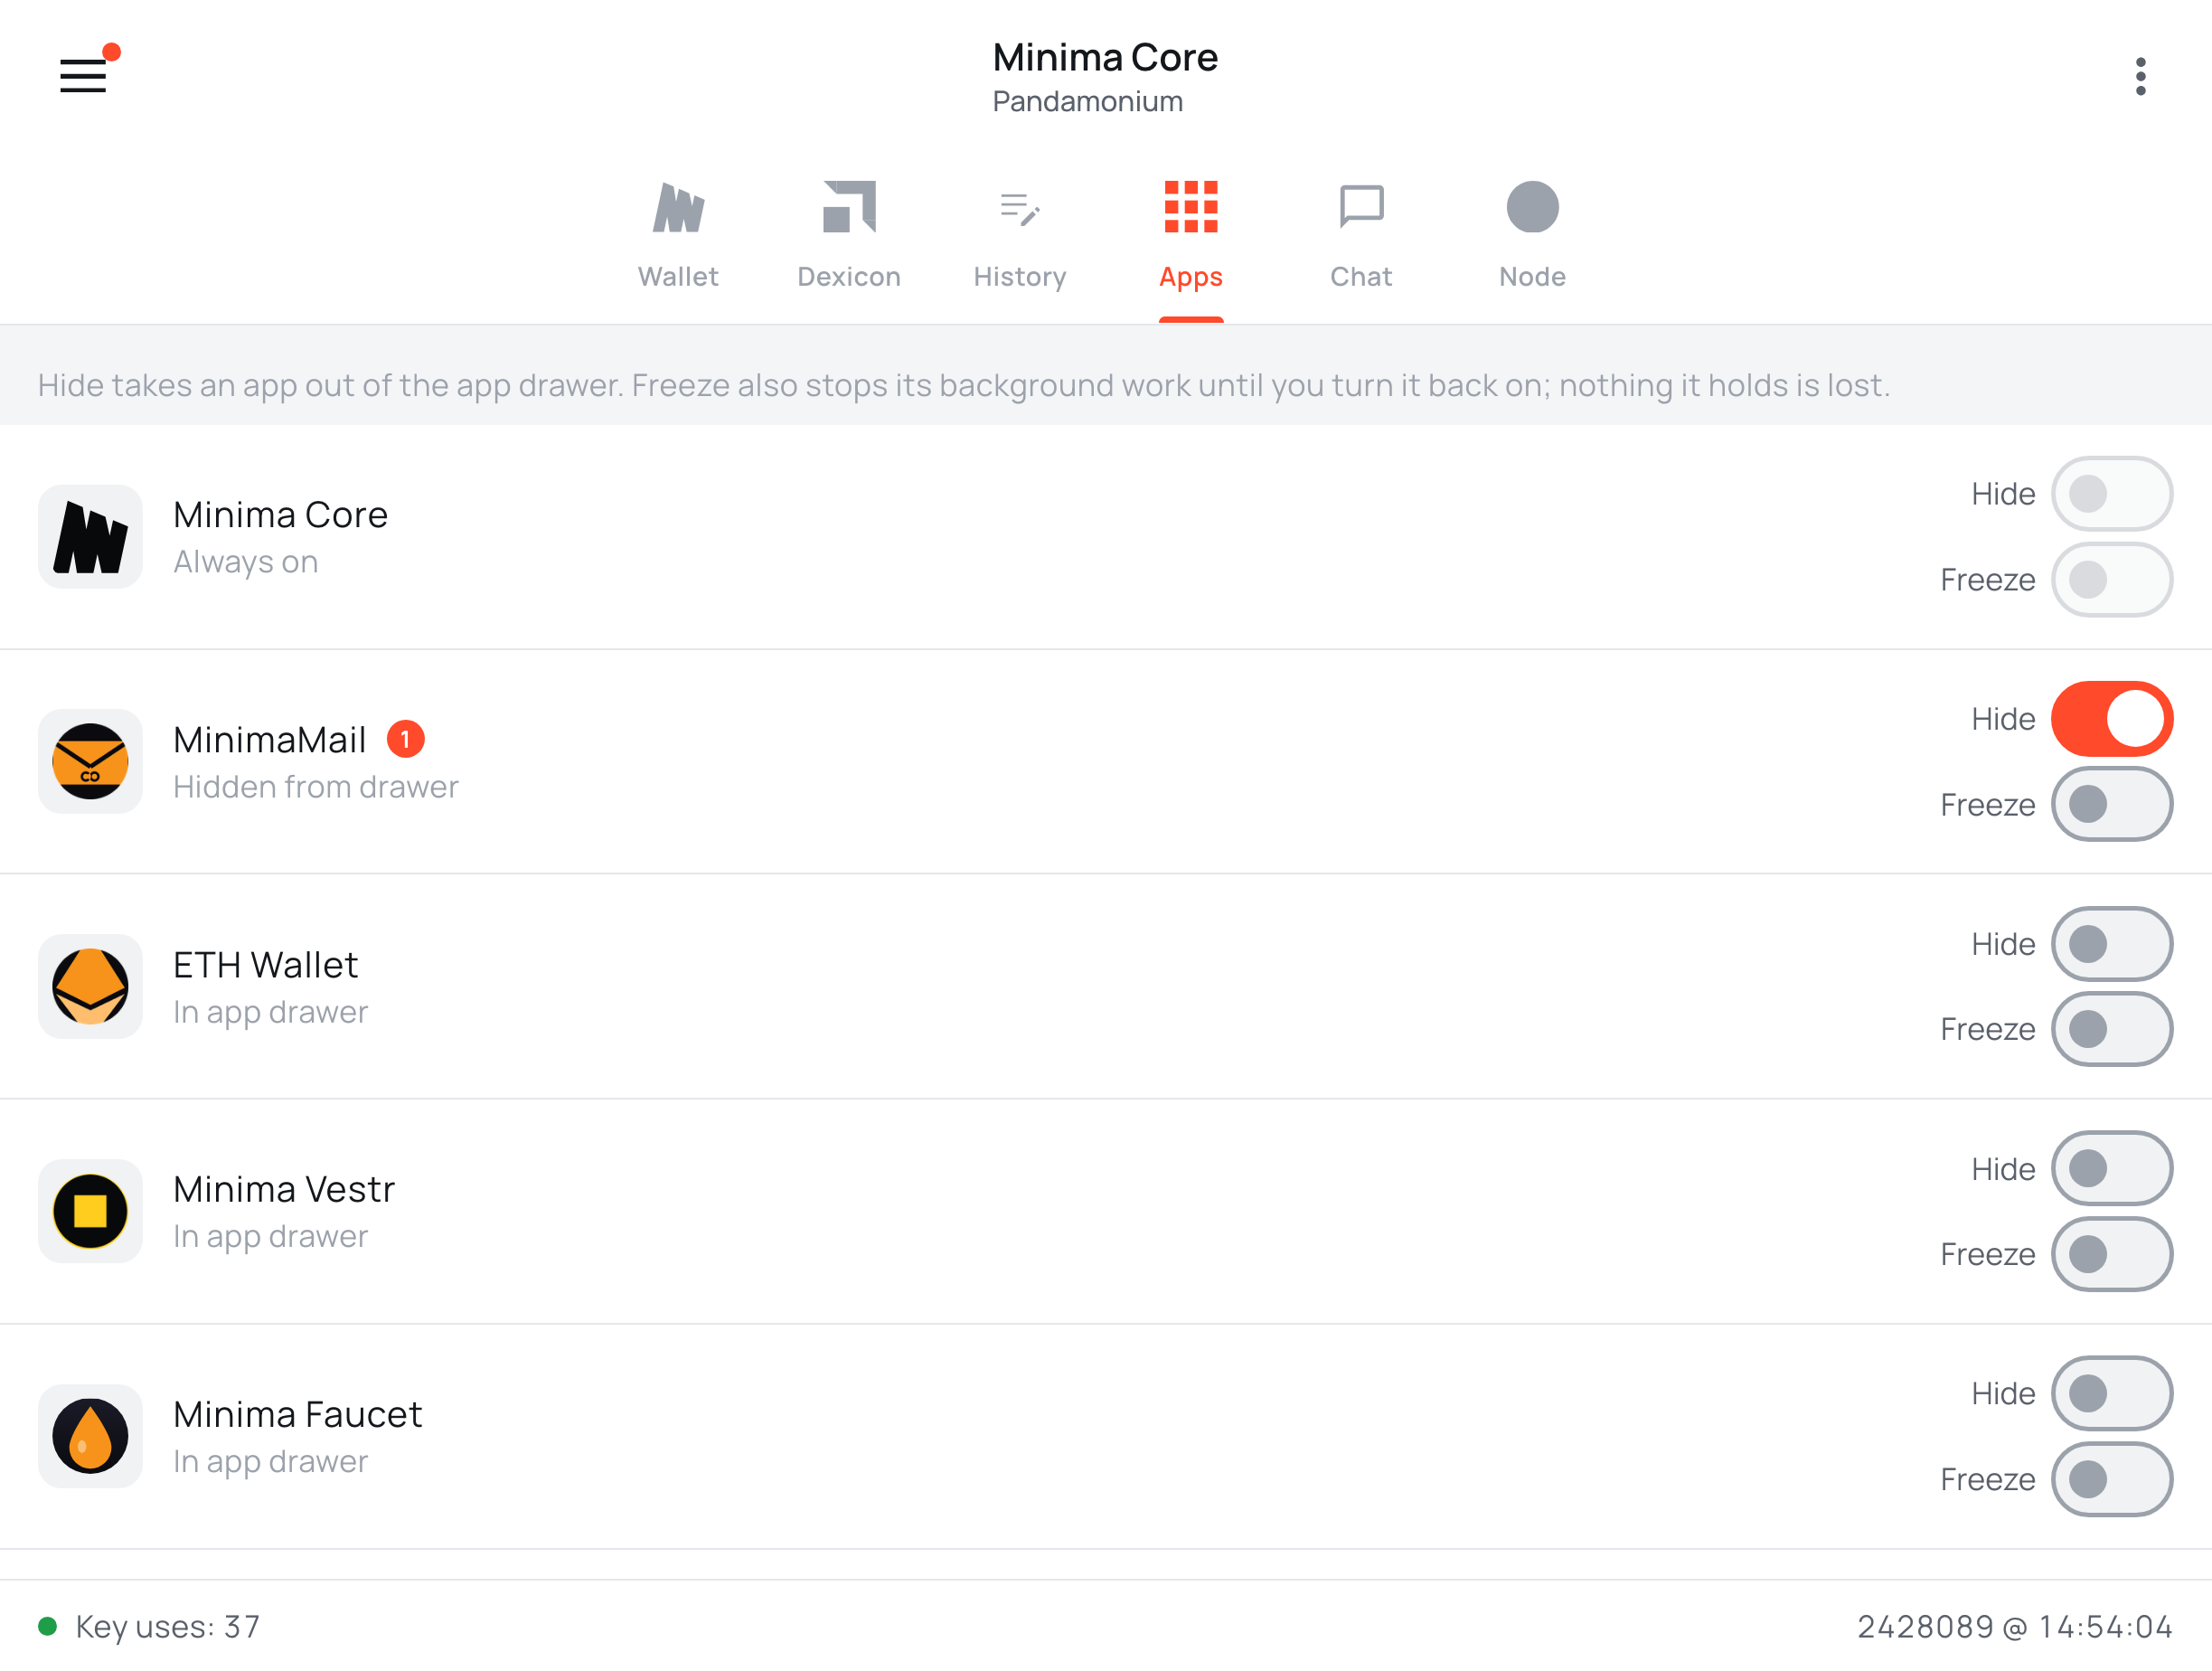 Minima Core
Pandamonium
Wallet
Dexicon
History
Apps
Chat
Node
Hide takes an app out of the app drawer. Freeze also stops its background work until you turn it back on; nothing it holds is lost.
Minima Core
Always on
Hide
Freeze
MinimaMail 1
Hidden from drawer
Hide
Freeze
ETH Wallet
In app drawer
Hide
Freeze
Minima Vestr
In app drawer
Hide
Freeze
Minima Faucet
In app drawer
Hide
Freeze
Key uses: 37
2428089 @ 14:54:04